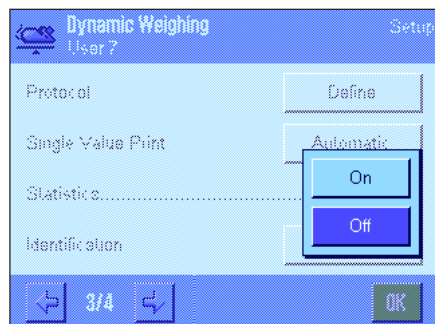 Dynamic Weighing
Setup
User 7
Protocol
Define
Single Value Print
Automatic
Statistics
On
Off
Identification
3/4
OK